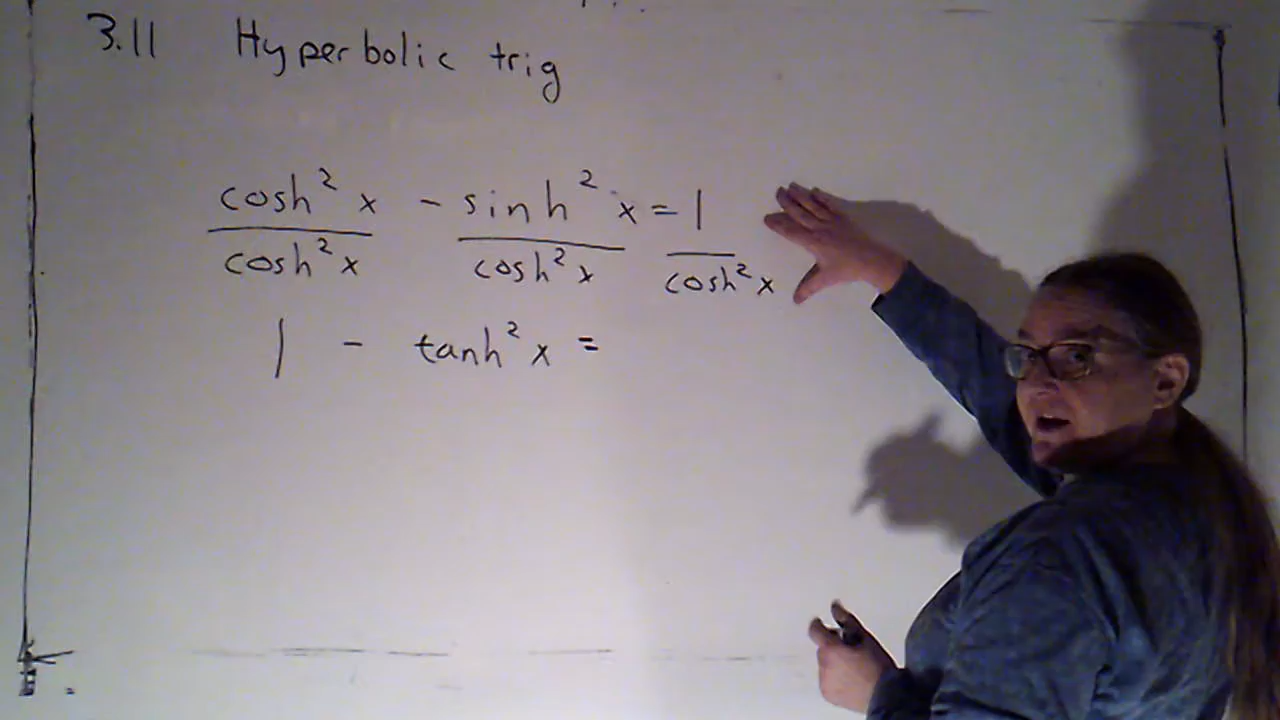 3.11 Hyperbolic trig
cosh² x - sinh² x = 1
cosh² x cosh² x cosh² x
1 - tanh² x =